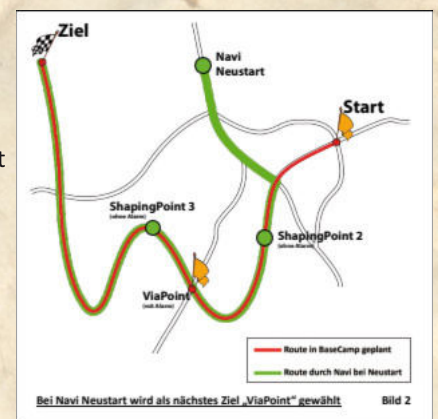 Ziel
Navi
Neustart
Start
t
ShapingPoint 3
(ohne Alarm)
ShapingPoint 2
(ohne Alarm)
ViaPoint
(mit Alarm)
Route in BaseCamp geplant
Route durch Navi bei Neustart
Bei Navi Neustart wird als nächstes Ziel „ViaPoint" gewählt
Bild 2